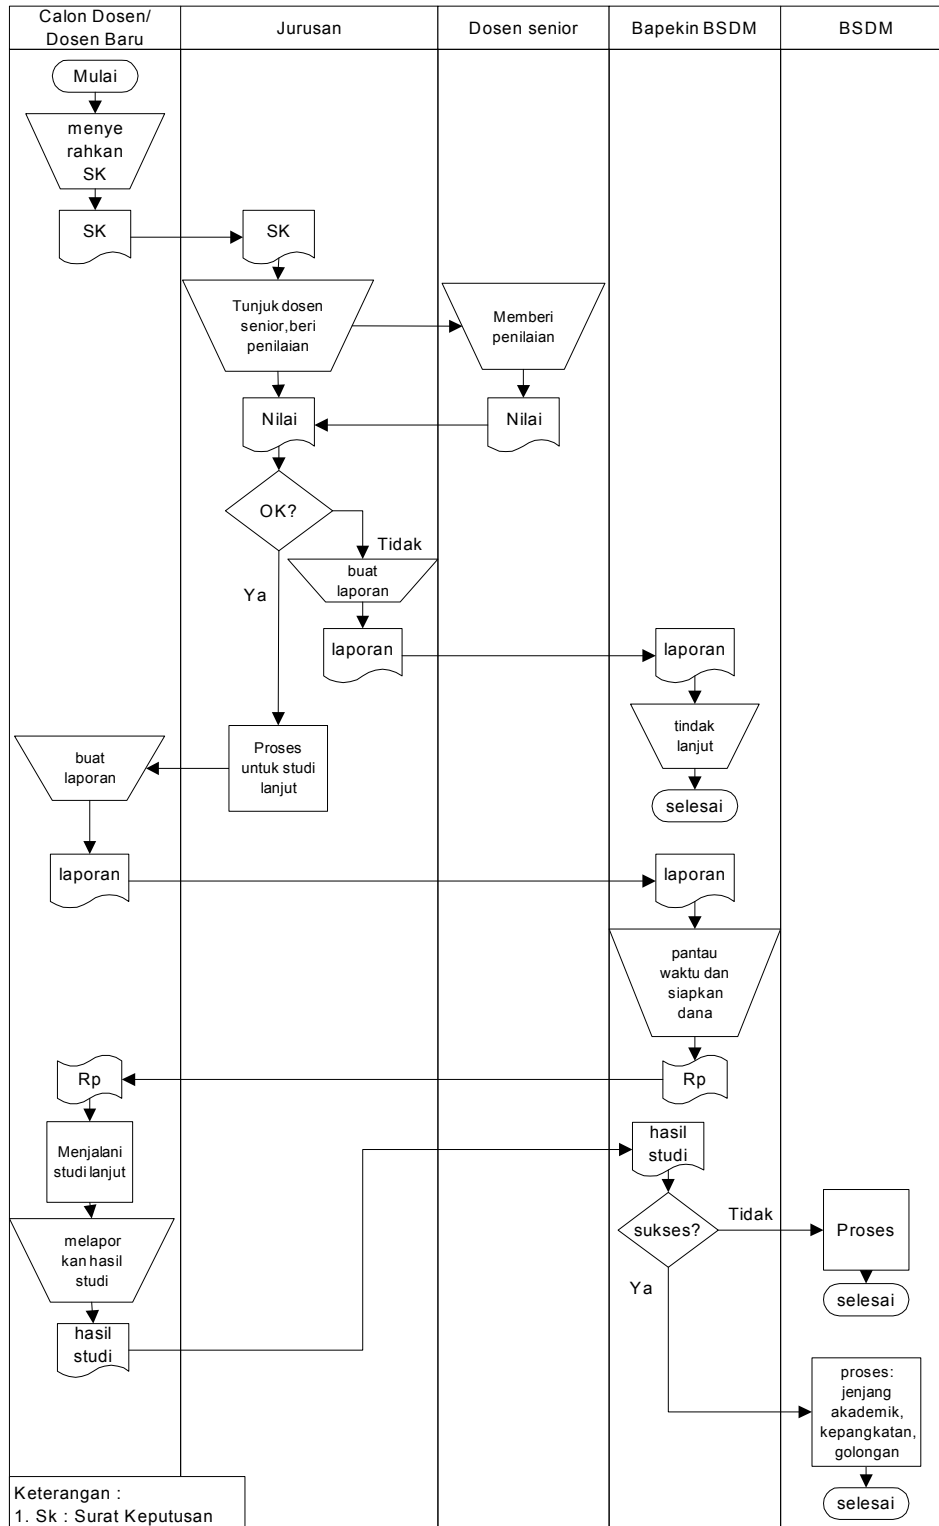 Calon Dosen/
Dosen Baru
Jurusan
Dosen senior
Bapekin BSDM
BSDM
Mulai
menye
rahkan
SK
SK
SK
Tunjuk dosen
senior,beri
penilaian
Memberi
penilaian
Nilai
Nilai
OK?
Tidak
Ya
buat
laporan
laporan
laporan
tindak
lanjut
selesai
Proses
untuk studi
lanjut
buat
laporan
laporan
laporan
pantau
waktu dan
siapkan
dana
Rp
Rp
Menjalani
studi lanjut
melapor
kan hasil
studi
hasil
studi
hasil
studi
sukses?
Tidak
Ya
Proses
selesai
proses:
jenjang
akademik,
kepangkatan,
golongan
selesai
Keterangan :
1. Sk : Surat Keputusan